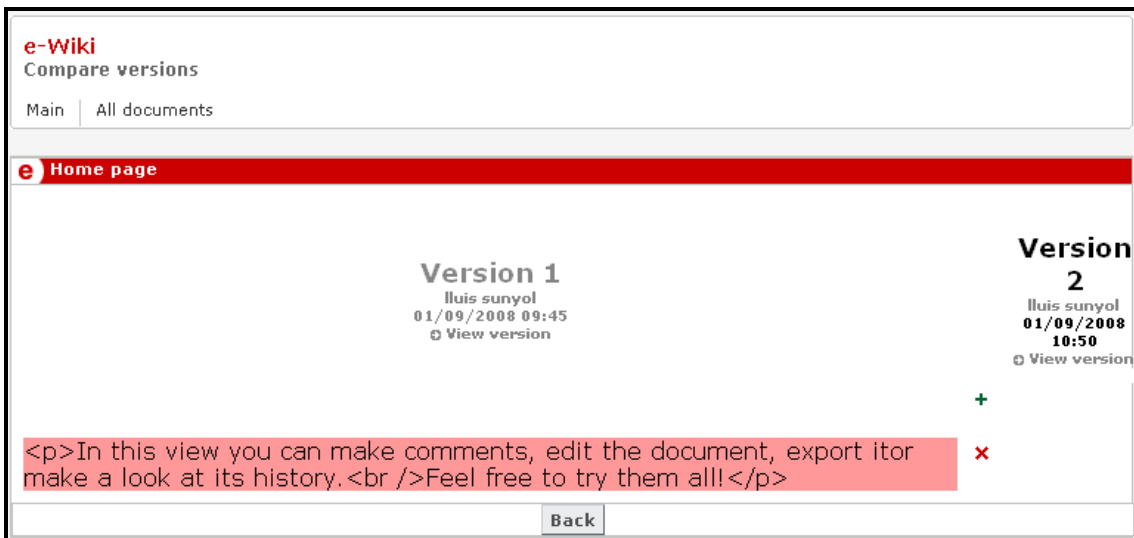 e-Wiki
Compare versions
Main All documents
e Home page
Version 1
lluis sunyol
01/09/2008 09:45
View version
Version
2
lluis sunyol
01/09/2008
10:50
View version
+
<p>In this view you can make comments, edit the document, export itor
make a look at its history.<br />Feel free to try them all!</p>
×
Back